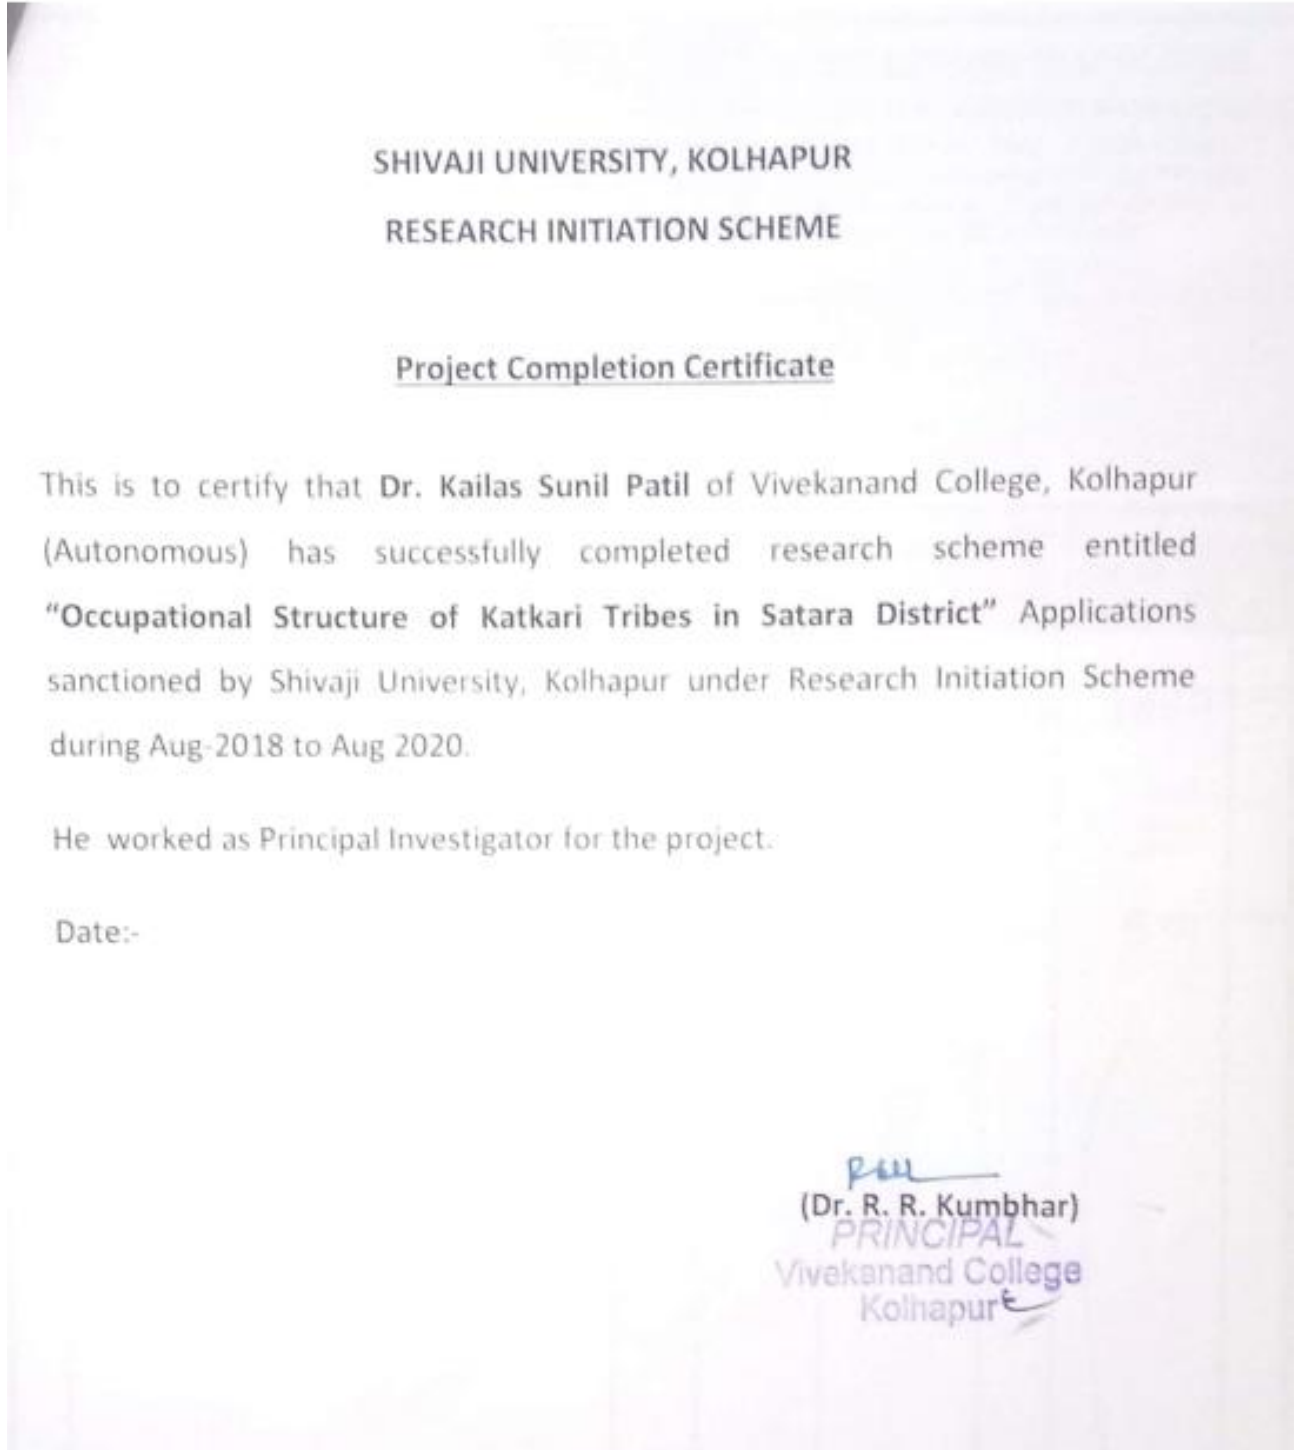 SHIVAJI UNIVERSITY, KOLHAPUR
RESEARCH INITIATION SCHEME
Project Completion Certificate
This is to certify that Dr. Kailas Sunil Patil of Vivekanand College, Kolhapur
(Autonomous) has successfully completed research scheme entitled
“Occupational Structure of Katkari Tribes in Satara District” Applications
sanctioned by Shivaji University, Kolhapur under Research Initiation Scheme
during Aug-2018 to Aug 2020.
He worked as Principal Investigator for the project.
Date:-
(Dr. R. R. Kumbhar)
PRINCIPAL
Vivekanand College
Kolhapur